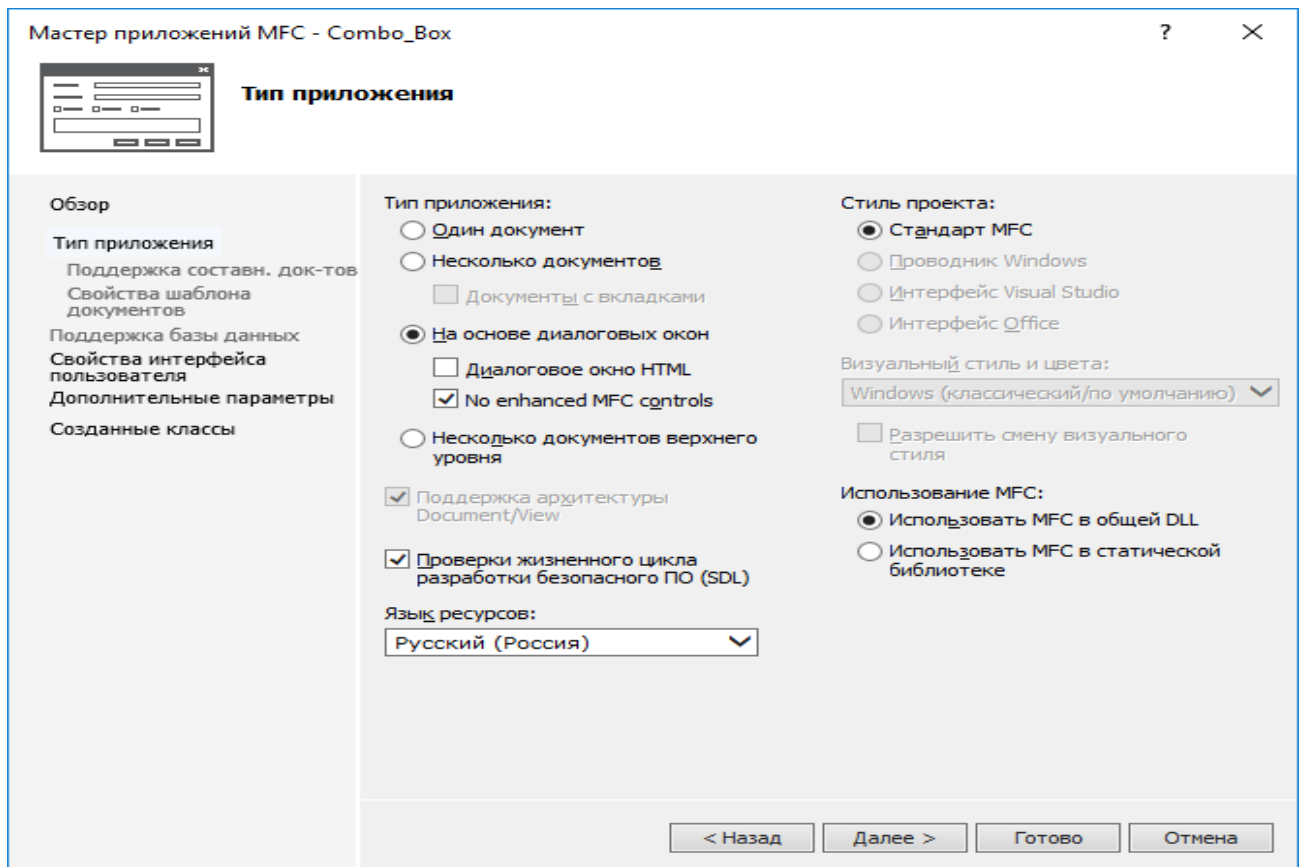 Мастер приложений MFC - Combo_Box
?
Тип приложения
Обзор
Тип приложения
Поддержка составн. док-тов
Свойства шаблона
документов
Поддержка базы данных
Свойства интерфейса
пользователя
Дополнительные параметры
Созданные классы
Тип приложения:
Один документ
Несколько документов
Документы с вкладками
На основе диалоговых окон
Диалоговое окно HTML
No enhanced MFC controls
Несколько документов верхнего
уровня
Поддержка архитектуры
Document/View
Проверки жизненного цикла
разработки безопасного ПО (SDL)
Язык ресурсов:
Русский (Россия)
Стиль проекта:
Стандарт MFC
Проводник Windows
Интерфейс Visual Studio
Интерфейс Office
Визуальный стиль и цвета:
Windows (классический/по умолчанию)
Разрешить смену визуального
стиля
Использование MFC:
Использовать MFC в общей DLL
Использовать MFC в статической
библиотеке
< Назад
Далее >
Готово
Отмена